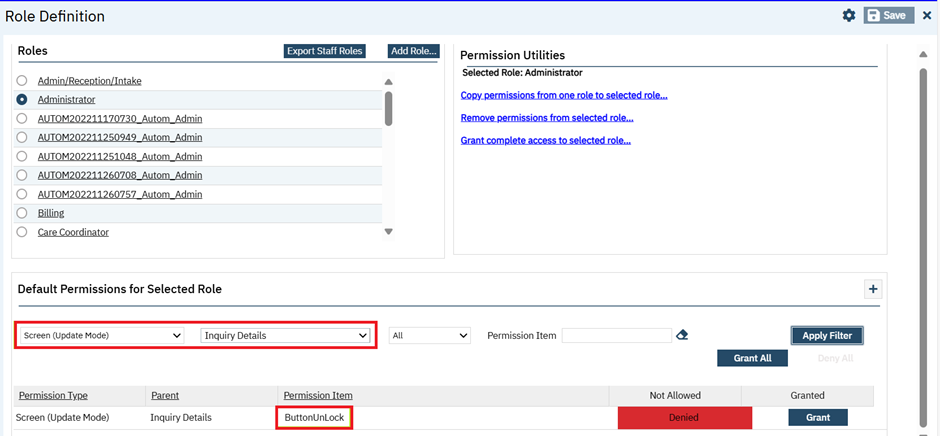 Role Definition
Save
Roles
Export Staff Roles
Add Role...
Admin/Reception/Intake
Administrator
AUTOM202211170730_Autom_Admin
AUTOM202211250949_Autom_Admin
AUTOM202211251048_Autom_Admin
AUTOM202211260708_Autom_Admin
AUTOM202211260757_Autom_Admin
Billing
Care Coordinator
Permission Utilities
Selected Role: Administrator
Copy permissions from one role to selected role...
Remove permissions from selected role...
Grant complete access to selected role...
Default Permissions for Selected Role
Screen (Update Mode) Inquiry Details All Permission Item Apply Filter
Grant All Deny All
Permission Type Parent Permission Item Not Allowed Granted
Screen (Update Mode) Inquiry Details ButtonUnLock Denied Grant